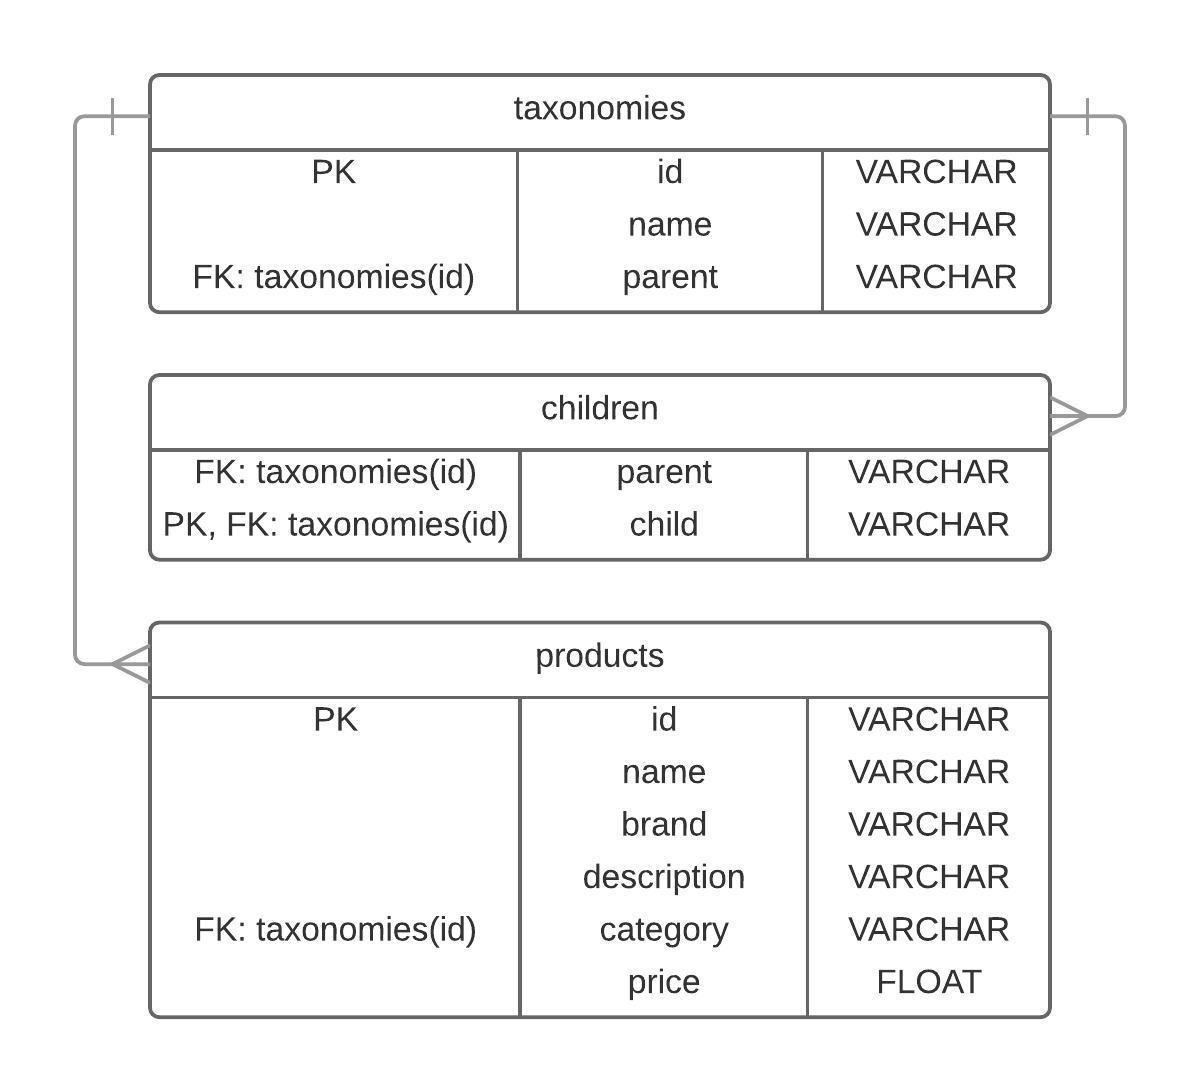 taxonomies
PK id VARCHAR
name VARCHAR
FK: taxonomies(id) parent VARCHAR
children
FK: taxonomies(id) parent VARCHAR
PK, FK: taxonomies(id) child VARCHAR
products
PK id VARCHAR
name VARCHAR
brand VARCHAR
description VARCHAR
FK: taxonomies(id) category VARCHAR
price FLOAT